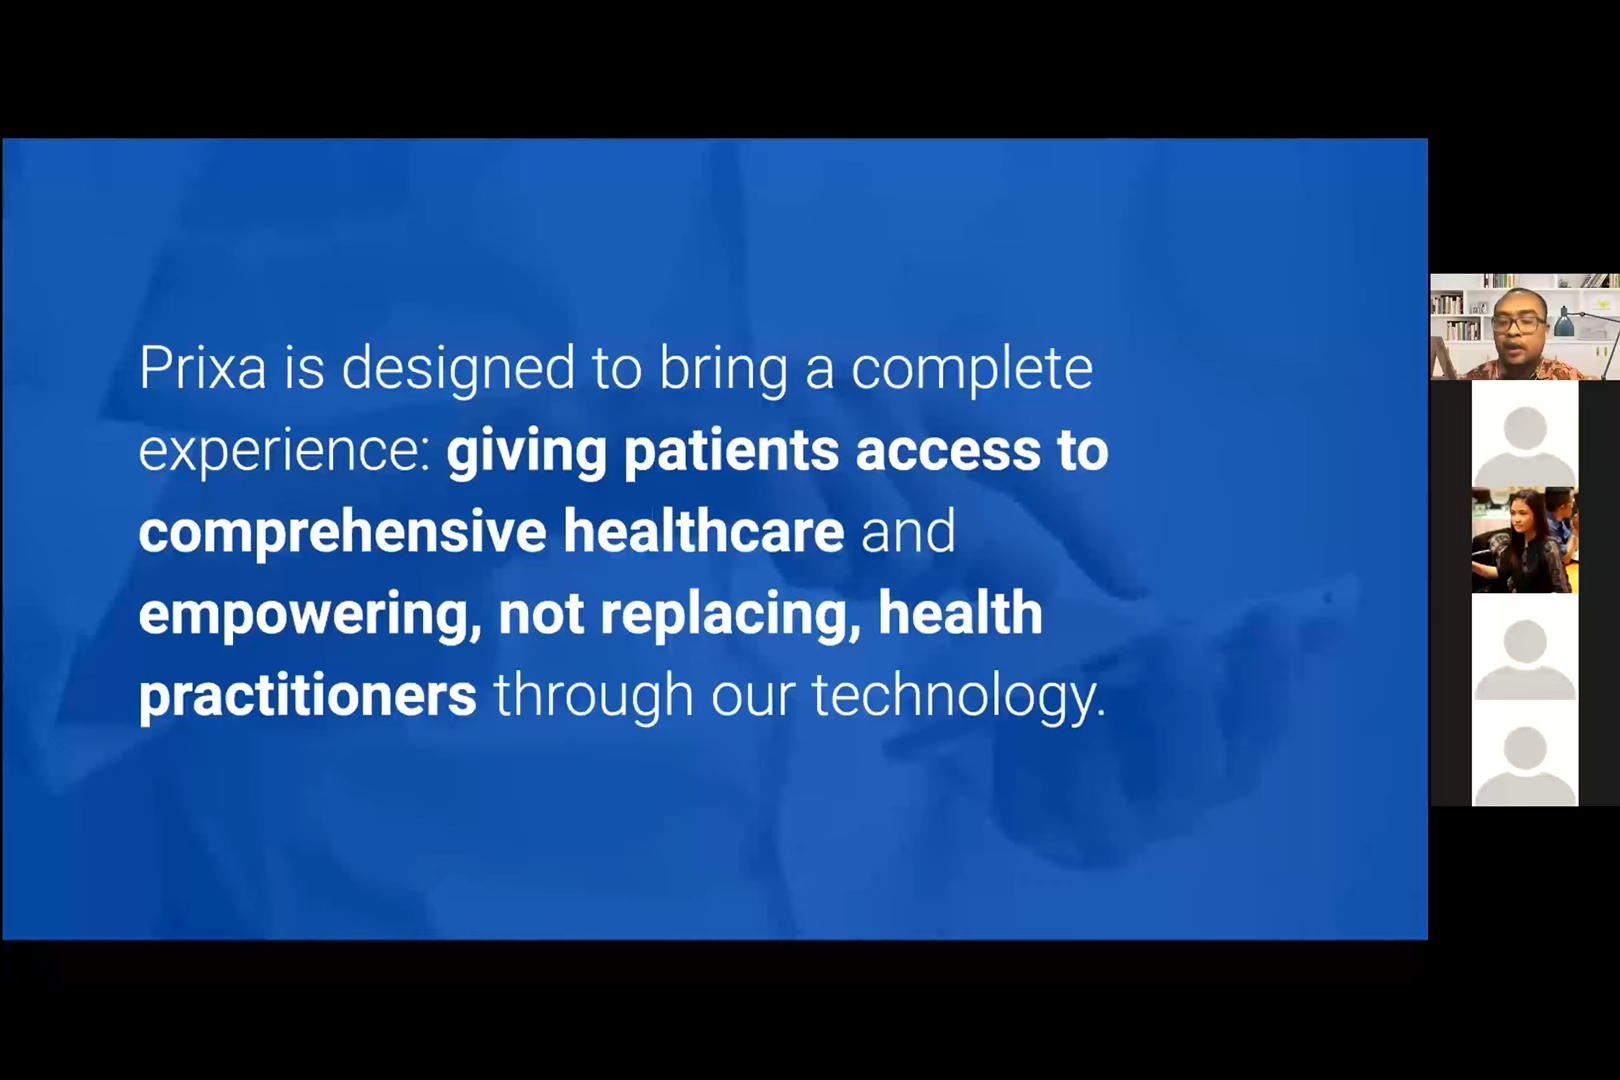 Prixa is designed to bring a complete
experience: giving patients access to
comprehensive healthcare and
empowering, not replacing, health
practitioners through our technology.